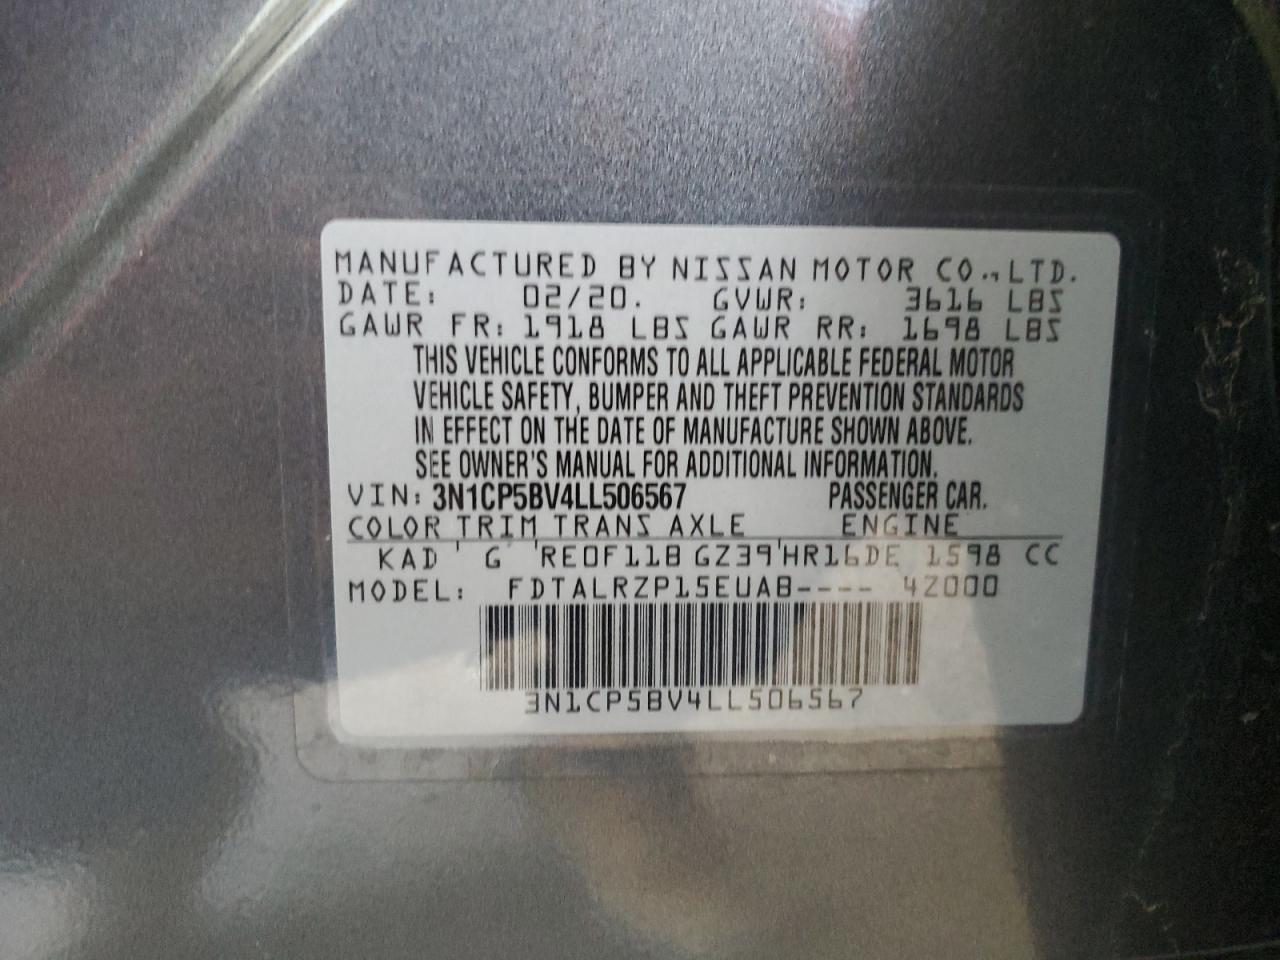 MANUFACTURED BY NISSAN MOTOR CO., LTD.
DATE: 02/20. GVWR: 3616 LBS
GAWR FR: 1918 LBS GAWR RR: 1698 LBS
THIS VEHICLE CONFORMS TO ALL APPLICABLE FEDERAL MOTOR
VEHICLE SAFETY, BUMPER AND THEFT PREVENTION STANDARDS
IN EFFECT ON THE DATE OF MANUFACTURE SHOWN ABOVE.
SEE OWNER'S MANUAL FOR ADDITIONAL INFORMATION.
VIN: 3N1CP5BV4LL506567 PASSENGER CAR.
COLOR TRIM TRANS AXLE ENGINE
KAD ' G ' RE0F11B GZ39 ' HR16DE 1598 CC
MODEL: FDTALRZP15EUAB---- 4Z000
3N1CP5BV4LL506567